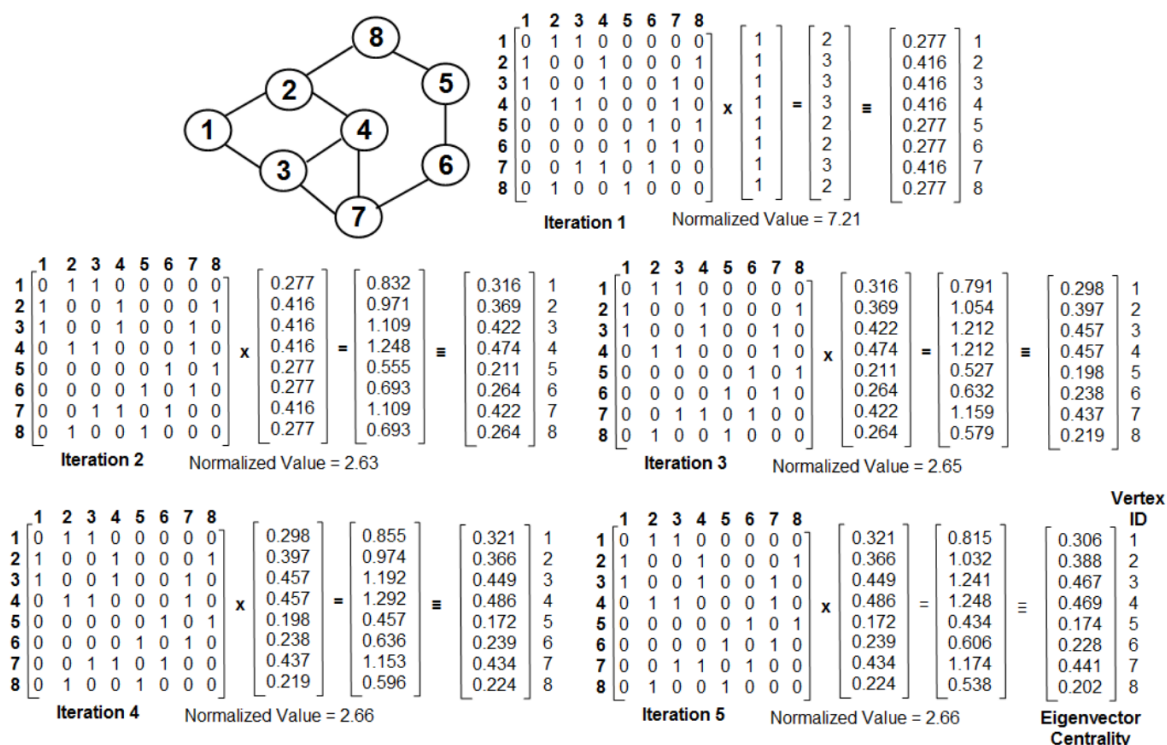 8
2
5
1
4
3
6
7
1 2 3 4 5 6 7 8
1 0 1 1 0 0 0 0 0 1 2 0.277 1
2 1 0 0 1 0 0 0 1 1 3 0.416 2
3 1 0 0 1 0 0 1 0 1 3 0.416 3
4 0 1 1 0 0 0 1 0 1 3 0.416 4
x = ≡
5 0 0 0 0 0 1 0 1 1 2 0.277 5
6 0 0 0 0 1 0 1 0 1 2 0.277 6
7 0 0 1 1 0 1 0 0 1 3 0.416 7
8 0 1 0 0 1 0 0 0 1 2 0.277 8
Iteration 1 Normalized Value = 7.21
1 2 3 4 5 6 7 8
1 0 1 1 0 0 0 0 0 0.277 0.832 0.316 1
2 1 0 0 1 0 0 0 1 0.416 0.971 0.369 2
3 1 0 0 1 0 0 1 0 0.416 1.109 0.422 3
4 0 1 1 0 0 0 1 0 0.416 1.248 0.474 4
x = ≡
5 0 0 0 0 0 1 0 1 0.277 0.555 0.211 5
6 0 0 0 0 1 0 1 0 0.277 0.693 0.264 6
7 0 0 1 1 0 1 0 0 0.416 1.109 0.422 7
8 0 1 0 0 1 0 0 0 0.277 0.693 0.264 8
Iteration 2 Normalized Value = 2.63
1 2 3 4 5 6 7 8
1 0 1 1 0 0 0 0 0 0.316 0.791 0.298 1
2 1 0 0 1 0 0 0 1 0.369 1.054 0.397 2
3 1 0 0 1 0 0 1 0 0.422 1.212 0.457 3
4 0 1 1 0 0 0 1 0 0.474 1.212 0.457 4
x = ≡
5 0 0 0 0 0 1 0 1 0.211 0.527 0.198 5
6 0 0 0 0 1 0 1 0 0.264 0.632 0.238 6
7 0 0 1 1 0 1 0 0 0.422 1.159 0.437 7
8 0 1 0 0 1 0 0 0 0.264 0.579 0.219 8
Iteration 3 Normalized Value = 2.65
1 2 3 4 5 6 7 8
1 0 1 1 0 0 0 0 0 0.298 0.855 0.321 1
2 1 0 0 1 0 0 0 1 0.397 0.974 0.366 2
3 1 0 0 1 0 0 1 0 0.457 1.192 0.449 3
4 0 1 1 0 0 0 1 0 0.457 1.292 0.486 4
x = ≡
5 0 0 0 0 0 1 0 1 0.198 0.457 0.172 5
6 0 0 0 0 1 0 1 0 0.238 0.636 0.239 6
7 0 0 1 1 0 1 0 0 0.437 1.153 0.434 7
8 0 1 0 0 1 0 0 0 0.219 0.596 0.224 8
Iteration 4 Normalized Value = 2.66
Vertex
ID
1 2 3 4 5 6 7 8
1 0 1 1 0 0 0 0 0 0.321 0.815 0.306 1
2 1 0 0 1 0 0 0 1 0.366 1.032 0.388 2
3 1 0 0 1 0 0 1 0 0.449 1.241 0.467 3
4 0 1 1 0 0 0 1 0 0.486 1.248 0.469 4
x = ≡
5 0 0 0 0 0 1 0 1 0.172 0.434 0.174 5
6 0 0 0 0 1 0 1 0 0.239 0.606 0.228 6
7 0 0 1 1 0 1 0 0 0.434 1.174 0.441 7
8 0 1 0 0 1 0 0 0 0.224 0.538 0.202 8
Iteration 5 Normalized Value = 2.66
Eigenvector
Centrality